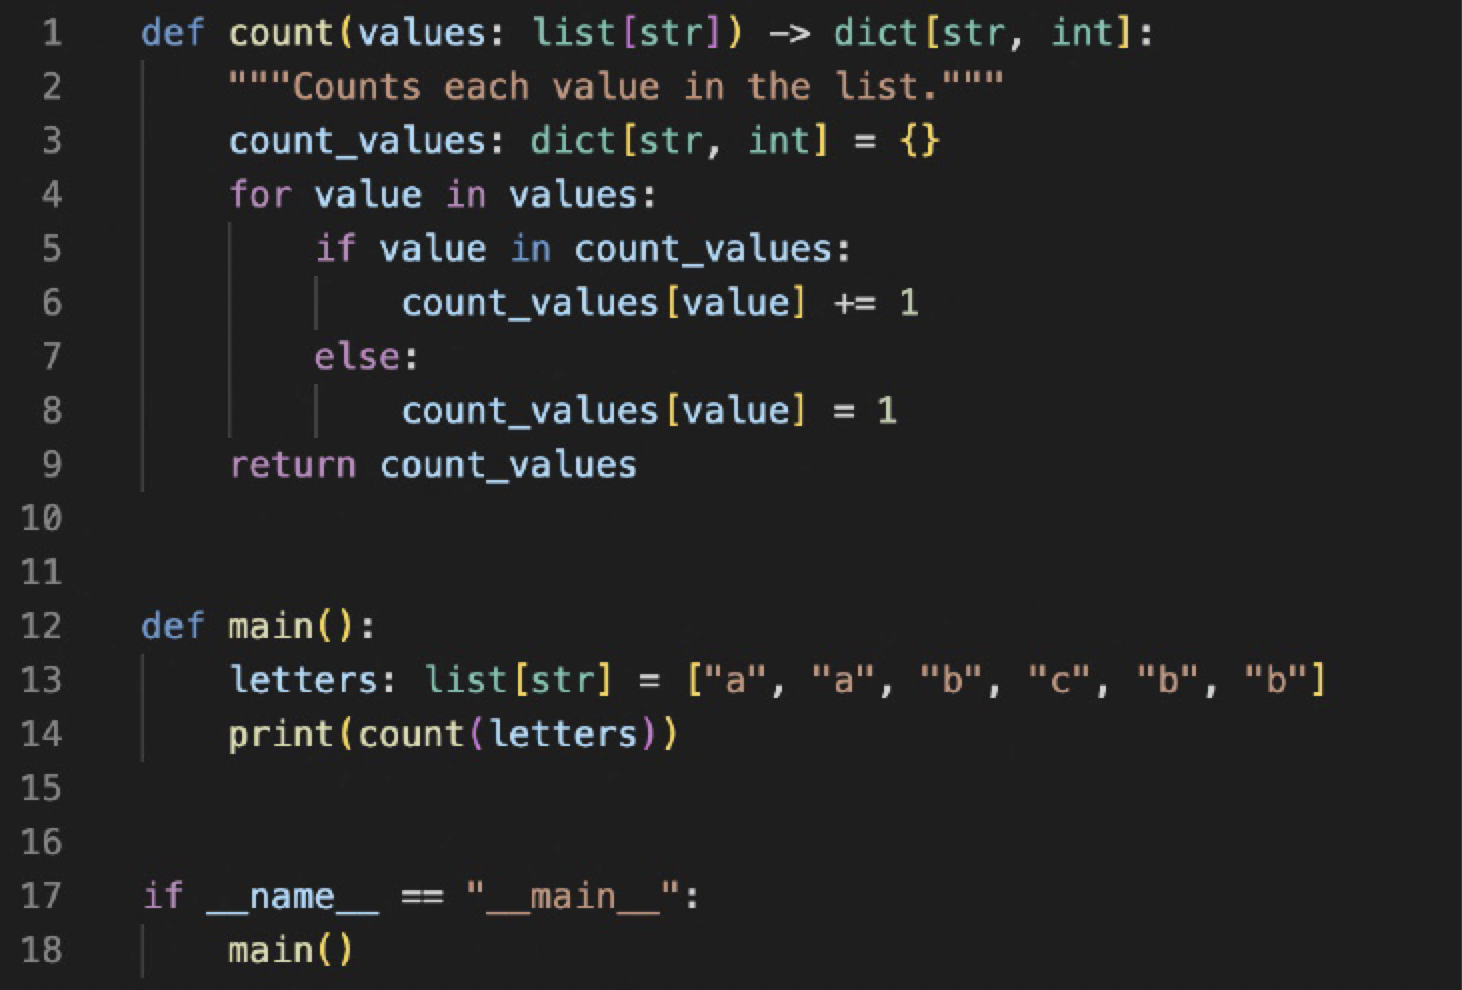 1 def count(values: list[str]) -> dict[str, int]:
2     """Counts each value in the list."""
3     count_values: dict[str, int] = {}
4     for value in values:
5         if value in count_values:
6             count_values[value] += 1
7         else:
8             count_values[value] = 1
9     return count_values
10
11
12 def main():
13     letters: list[str] = ["a", "a", "b", "c", "b", "b"]
14     print(count(letters))
15
16
17 if __name__ == "__main__":
18     main()